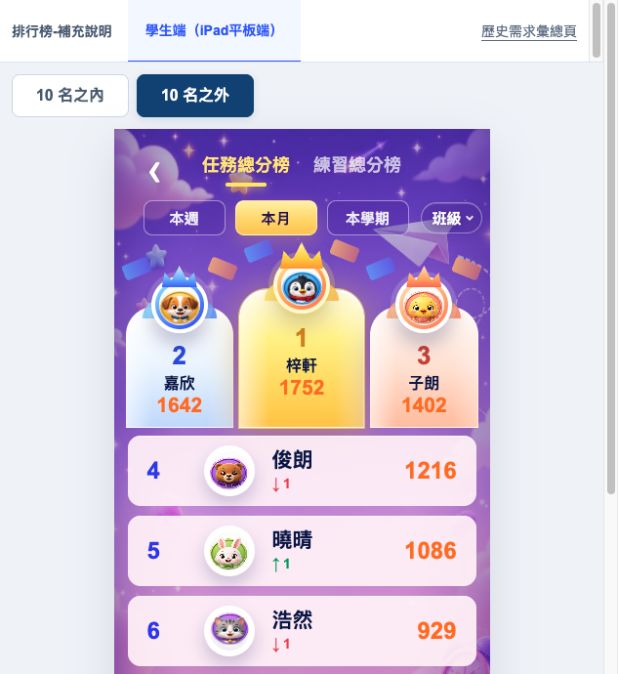 排行榜-補充說明 學生端（iPad平板端） 歷史需求彙總頁
10 名之內 10 名之外
❮ 任務總分榜 練習總分榜
本週 本月 本學期 班級
2 1 3
嘉欣 梓軒 子朗
1642 1752 1402
4 俊朗 1216
↓1
5 曉晴 1086
↑1
6 浩然 929
↓1